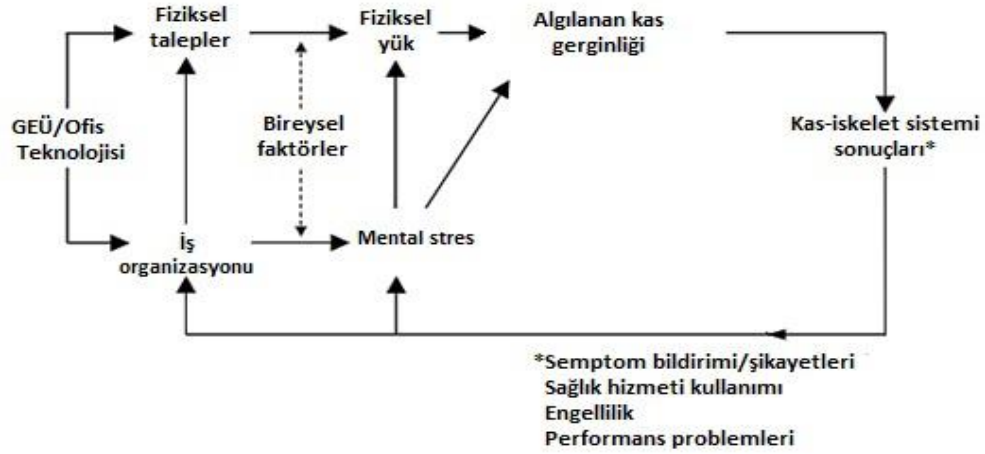 Fiziksel
talepler
Fiziksel
yük
Algılanan kas
gerginliği
GEÜ/Ofis
Teknolojisi
Bireysel
faktörler
Kas-iskelet sistemi
sonuçları*
İş
organizasyonu
Mental stres
*Semptom bildirimi/şikayetleri
Sağlık hizmeti kullanımı
Engellilik
Performans problemleri